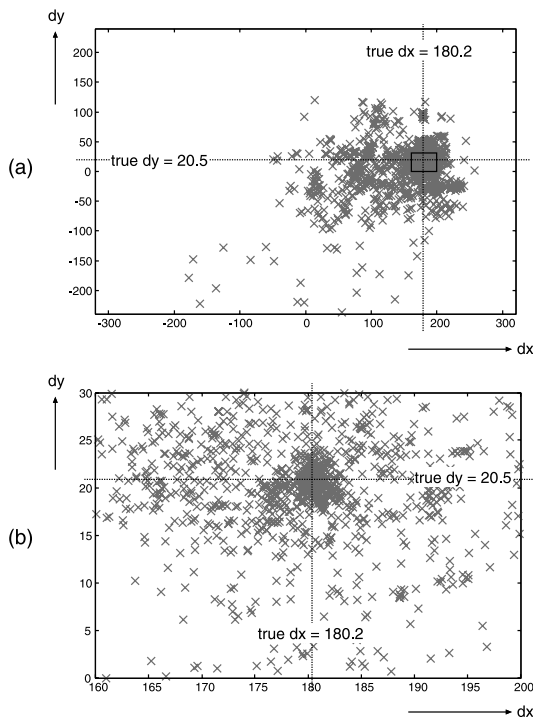 dy
200
150
100
50
0
-50
-100
-150
-200
true dx = 180.2
true dy = 20.5
(a)
-300 -200 -100 0 100 200 300
dx
dy
30
25
20
15
10
5
0
true dy = 20.5
(b)
true dx = 180.2
160 165 170 175 180 185 190 195 200
dx